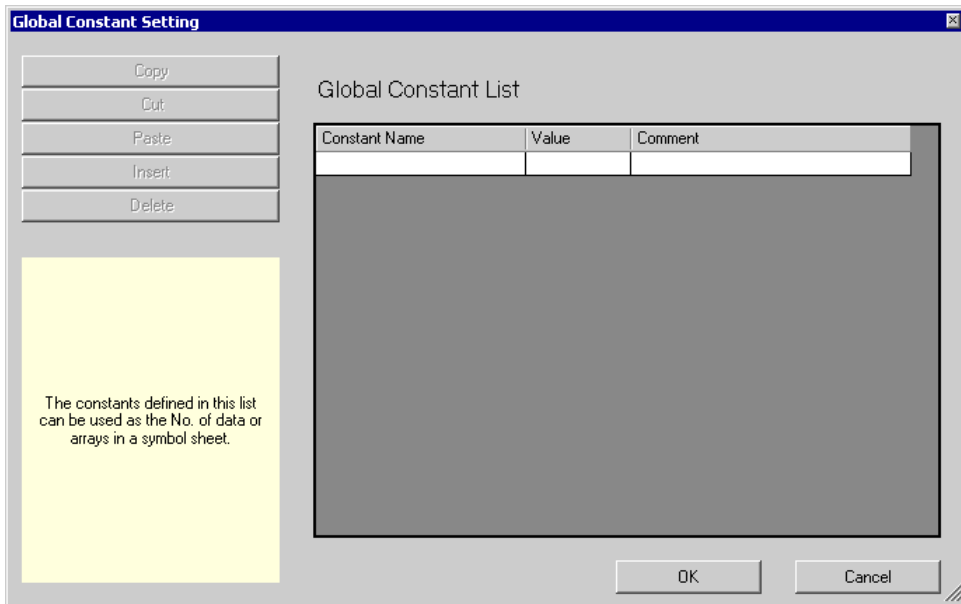 Global Constant Setting
Copy
Cut
Paste
Insert
Delete
Global Constant List
Constant Name Value Comment
The constants defined in this list
can be used as the No. of data or
arrays in a symbol sheet.
OK Cancel